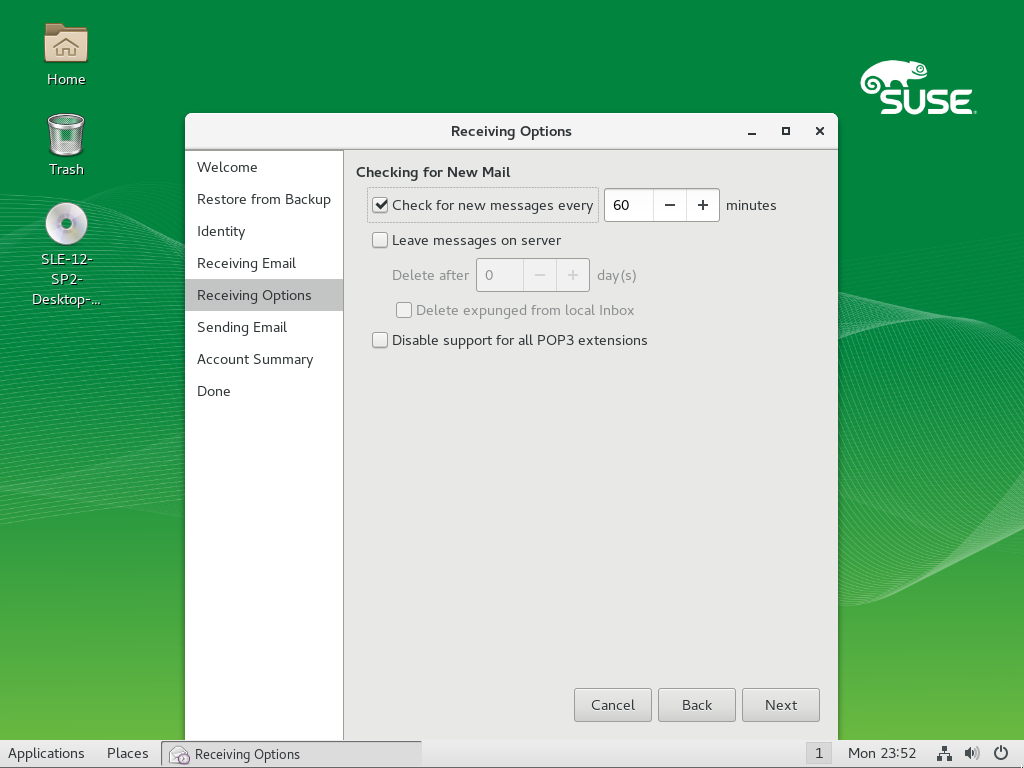 Home
Trash
SLE-12-
SP2-
Desktop-...
SUSE
Receiving Options
Welcome
Restore from Backup
Identity
Receiving Email
Receiving Options
Sending Email
Account Summary
Done
Checking for New Mail
Check for new messages every 60 minutes
Leave messages on server
Delete after 0 day(s)
Delete expunged from local Inbox
Disable support for all POP3 extensions
Cancel Back Next
Applications Places Receiving Options 1 Mon 23:52